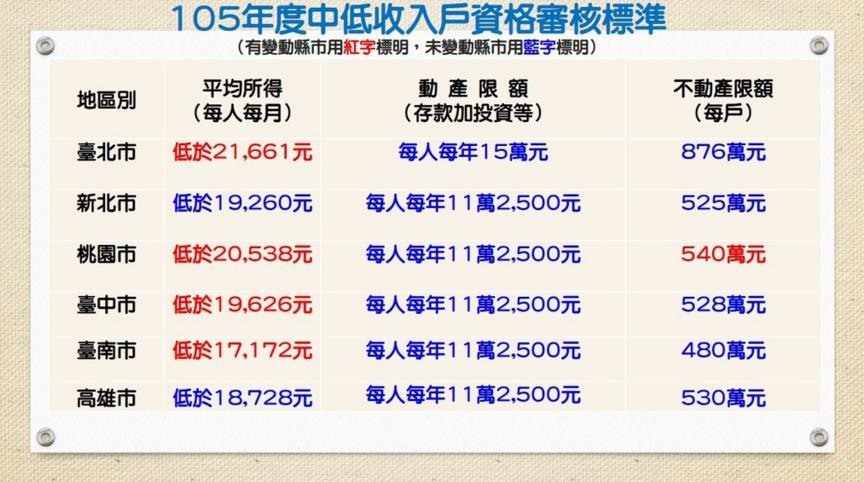 105年度中低收入戶資格審核標準
（有變動縣市用紅字標明，未變動縣市用藍字標明）
地區別 平均所得 動 產 限 額 不動產限額
（每人每月） （存款加投資等） （每戶）
臺北市 低於21,661元 每人每年15萬元 876萬元
新北市 低於19,260元 每人每年11萬2,500元 525萬元
桃園市 低於20,538元 每人每年11萬2,500元 540萬元
臺中市 低於19,626元 每人每年11萬2,500元 528萬元
臺南市 低於17,172元 每人每年11萬2,500元 480萬元
高雄市 低於18,728元 每人每年11萬2,500元 530萬元